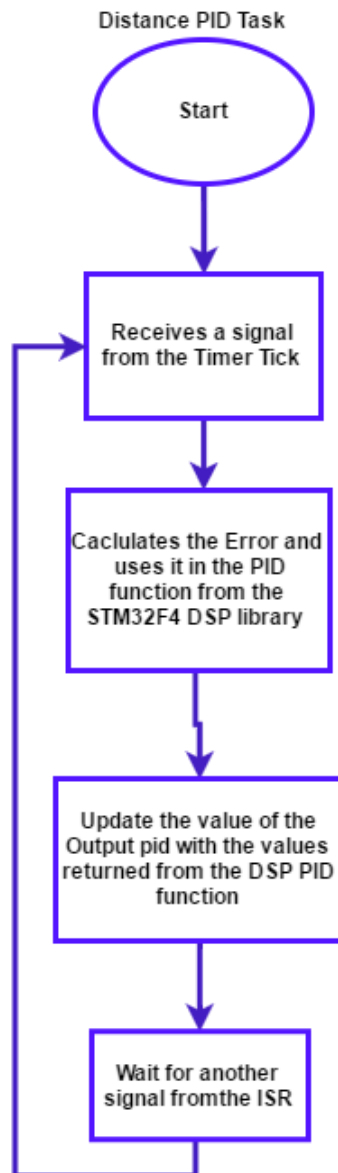 Distance PID Task
Start
Receives a signal
from the Timer Tick
Caclulates the Error and
uses it in the PID
function from the
STM32F4 DSP library
Update the value of the
Output pid with the values
returned from the DSP PID
function
Wait for another
signal fromthe ISR